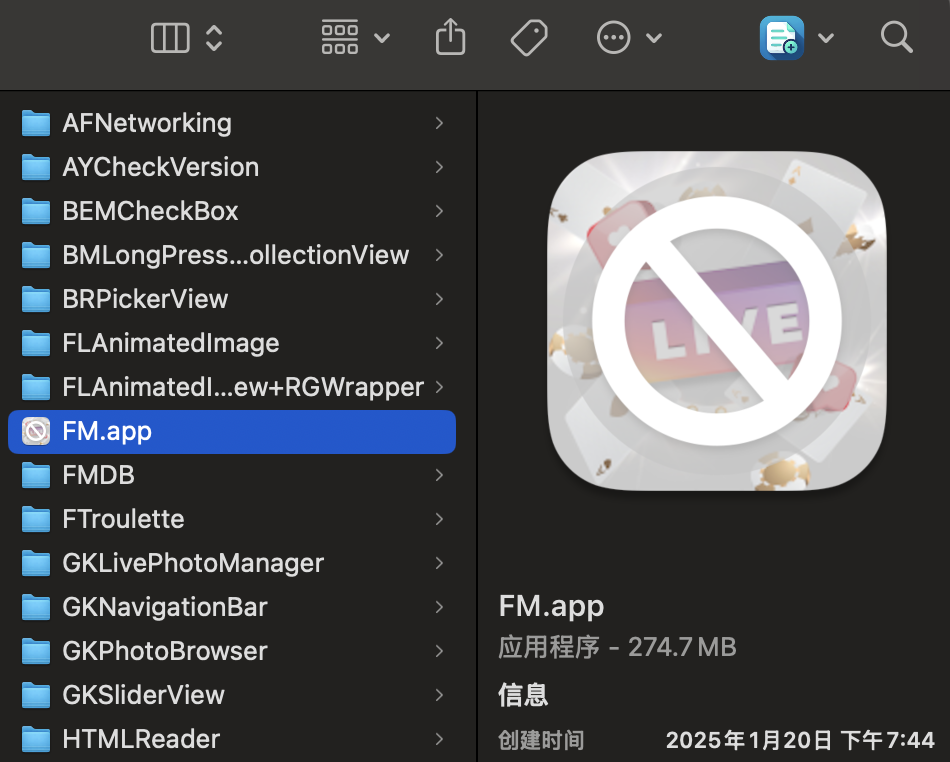 AFNetworking
AYCheckVersion
BEMCheckBox
BMLongPress...ollectionView
BRPickerView
FLAnimatedImage
FLAnimatedI...ew+RGWrapper
FM.app
FMDB
FTroulette
GKLivePhotoManager
GKNavigationBar
GKPhotoBrowser
GKSliderView
HTMLReader
LIVE
FM.app
应用程序 – 274.7 MB
信息
创建时间 2025年1月20日 下午7:44